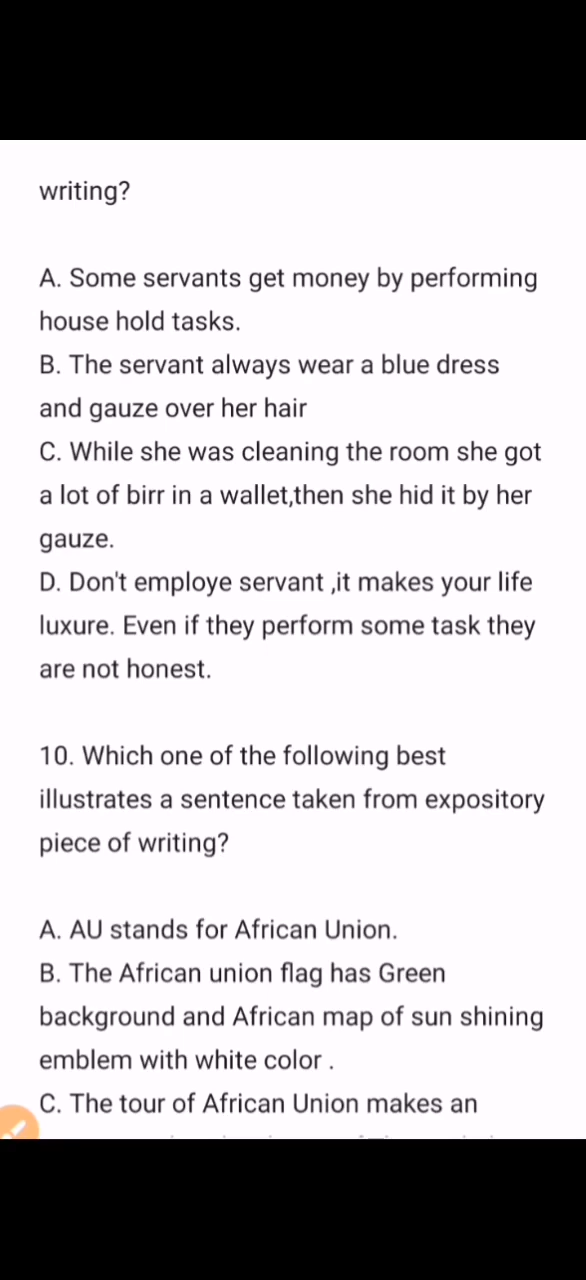 writing?
A. Some servants get money by performing
house hold tasks.
B. The servant always wear a blue dress
and gauze over her hair
C. While she was cleaning the room she got
a lot of birr in a wallet,then she hid it by her
gauze.
D. Don't employe servant ,it makes your life
luxure. Even if they perform some task they
are not honest.
10. Which one of the following best
illustrates a sentence taken from expository
piece of writing?
A. AU stands for African Union.
B. The African union flag has Green
background and African map of sun shining
emblem with white color .
C. The tour of African Union makes an